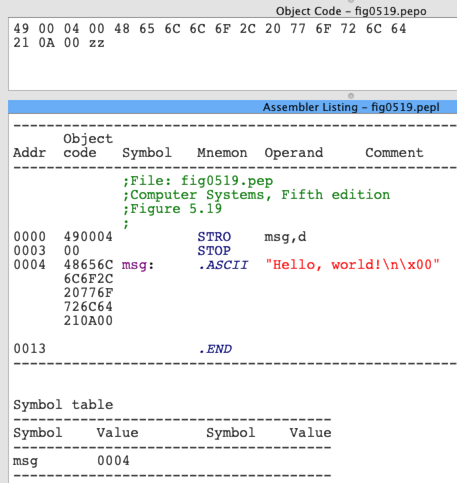 Object Code – fig0519.pepo
49 00 04 00 48 65 6C 6C 6F 2C 20 77 6F 72 6C 64
21 0A 00 zz
Assembler Listing – fig0519.pepl
-------------------------------------------------------------
Object
Addr code Symbol Mnemon Operand Comment
-------------------------------------------------------------
;File: fig0519.pep
;Computer Systems, Fifth edition
;Figure 5.19
;
0000 490004 STRO msg,d
0003 00 STOP
0004 48656C msg: .ASCII "Hello, world!\n\x00"
6C6F2C
20776F
726C64
210A00
0013 .END
-------------------------------------------------------------
Symbol table
--------------------------------------
Symbol Value Symbol Value
--------------------------------------
msg 0004
--------------------------------------